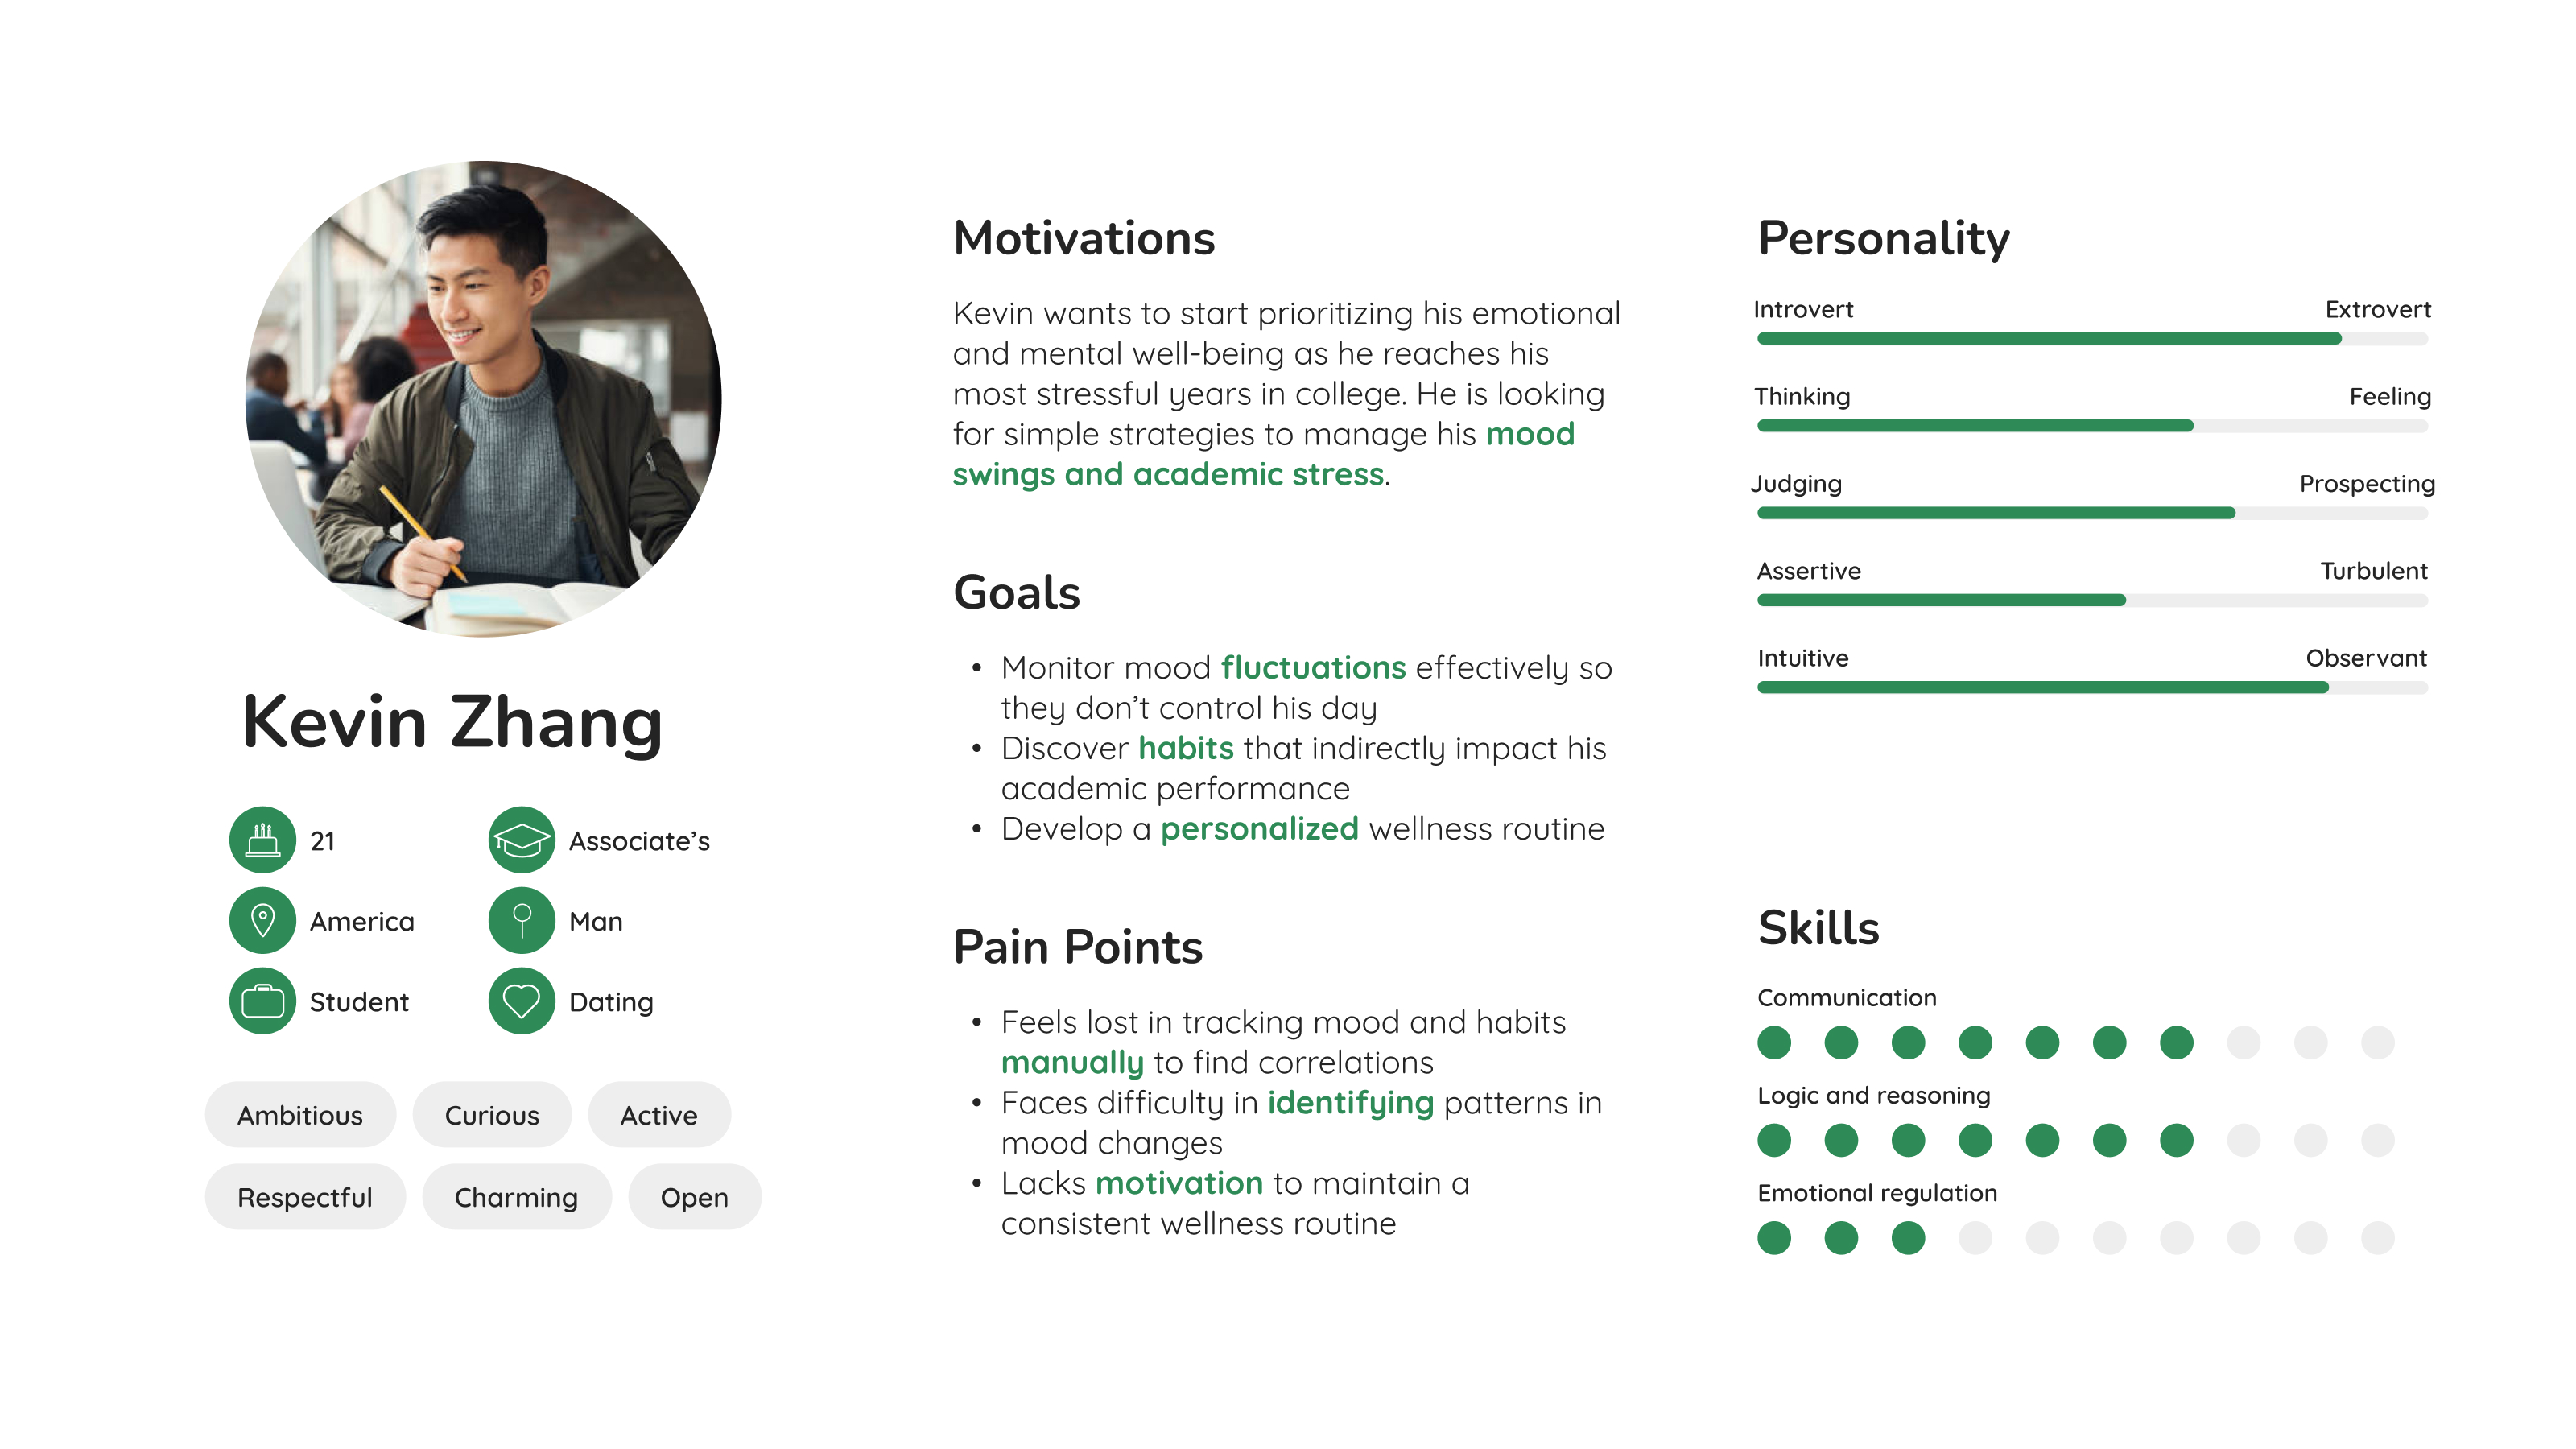 Kevin Zhang
21
Associate’s
America
Man
Student
Dating
Ambitious
Curious
Active
Respectful
Charming
Open
Motivations
Kevin wants to start prioritizing his emotional
and mental well-being as he reaches his
most stressful years in college. He is looking
for simple strategies to manage his mood
swings and academic stress.
Goals
• Monitor mood fluctuations effectively so
they don’t control his day
• Discover habits that indirectly impact his
academic performance
• Develop a personalized wellness routine
Pain Points
• Feels lost in tracking mood and habits
manually to find correlations
• Faces difficulty in identifying patterns in
mood changes
• Lacks motivation to maintain a
consistent wellness routine
Personality
Introvert Extrovert
Thinking Feeling
Judging Prospecting
Assertive Turbulent
Intuitive Observant
Skills
Communication
Logic and reasoning
Emotional regulation